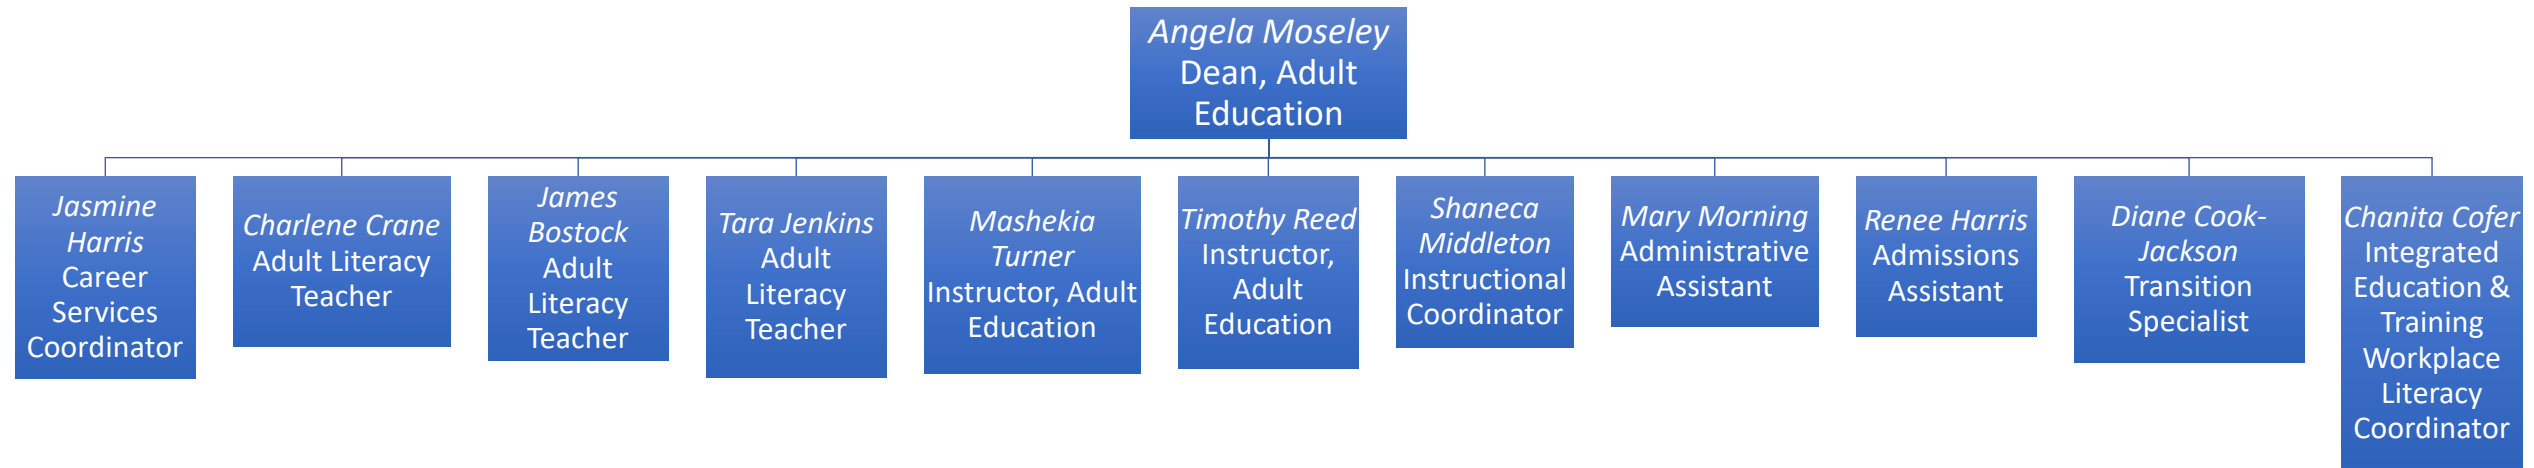 Angela Moseley
Dean, Adult
Education
Jasmine
Harris
Career
Services
Coordinator
Charlene Crane
Adult Literacy
Teacher
James
Bostock
Adult
Literacy
Teacher
Tara Jenkins
Adult
Literacy
Teacher
Mashekia
Turner
Instructor, Adult
Education
Timothy Reed
Instructor,
Adult
Education
Shaneca
Middleton
Instructional
Coordinator
Mary Morning
Administrative
Assistant
Renee Harris
Admissions
Assistant
Diane Cook-
Jackson
Transition
Specialist
Chanita Cofer
Integrated
Education &
Training
Workplace
Literacy
Coordinator